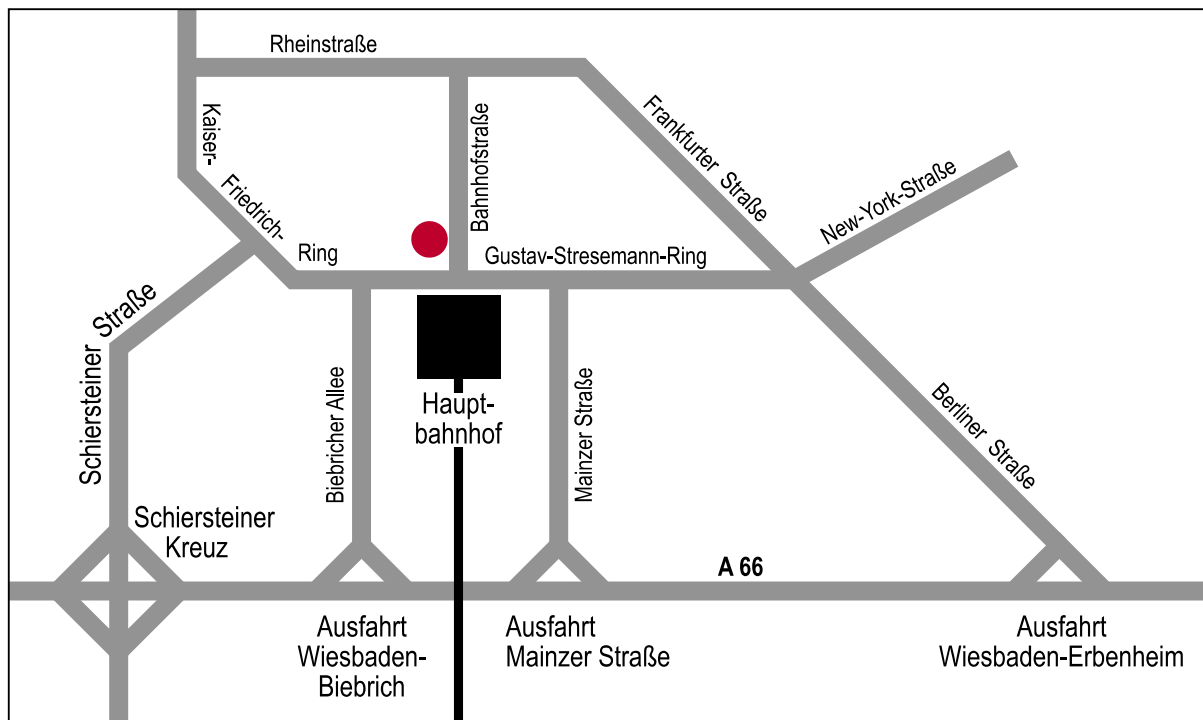 Rheinstraße
Kaiser-
Friedrich-
Ring
Bahnhofstraße
Frankfurter Straße
New-York-Straße
Gustav-Stresemann-Ring
Schiersteiner Straße
Biebricher Allee
Haupt-
bahnhof
Mainzer Straße
Berliner Straße
Schiersteiner
Kreuz
A 66
Ausfahrt
Wiesbaden-
Biebrich
Ausfahrt
Mainzer Straße
Ausfahrt
Wiesbaden-Erbenheim